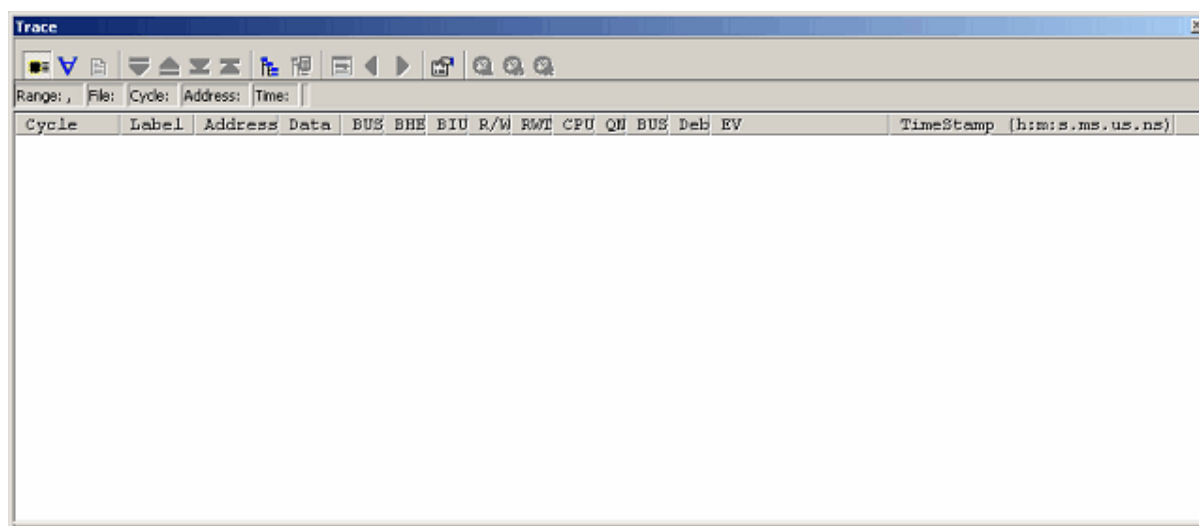 Trace
Range: , File: Cycle: Address: Time:
Cycle Label Address Data BUS BHE BIU R/W RWT CPU QN BUS Deb EV TimeStamp (h:m:s.ms.us.ns)